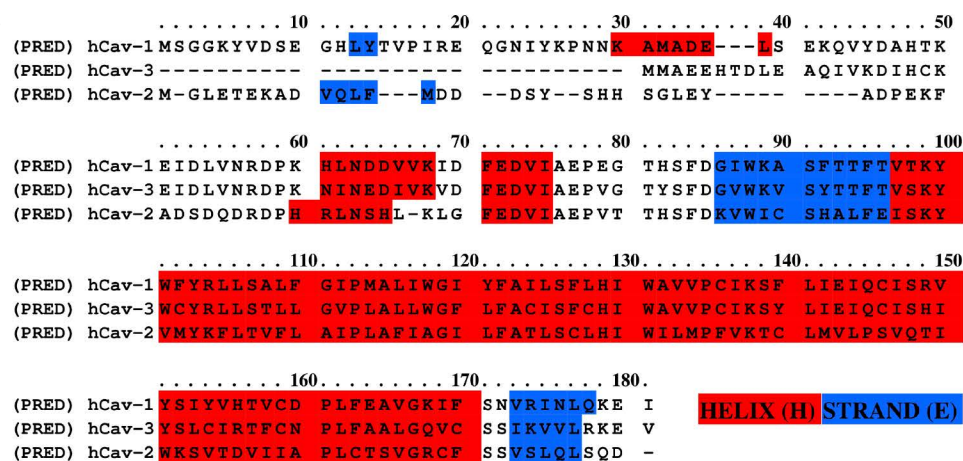 . . . . . . . . 10 . . . . . . . . 20 . . . . . . . . 30 . . . . . . . . 40 . . . . . . . . 50
(PRED) hCav-1 MSGGKYVDSE GHLYTVPIRE QGNIYKPNNK AMADE---LS EKQVYDAHTK
(PRED) hCav-3 ---------- ---------- ---------- MMAEEHTDLE AQIVKDIHCK
(PRED) hCav-2 M-GLETEKAD VQLF---MDD --DSY--SHH SGLEY----- ----ADPEKF
. . . . . . . . 60 . . . . . . . . 70 . . . . . . . . 80 . . . . . . . . 90 . . . . . . . . 100
(PRED) hCav-1 EIDLVNRDPK HLNDDVVKID FEDVIAEPEG THSFDGIWKA SFTTFTVTKY
(PRED) hCav-3 EIDLVNRDPK NINEDIVKVD FEDVIAEPVG TYSFDGVWKV SYTTFTVSKY
(PRED) hCav-2 ADSDQDRDPH RLNSHL-KLG FEDVIAEPVT THSFDKVWIC SHALFEISKY
. . . . . . . . 110 . . . . . . . . 120 . . . . . . . . 130 . . . . . . . . 140 . . . . . . . . 150
(PRED) hCav-1 WFYRLLSALF GIPMALIWGI YFAILSFLHI WAVVPCIKSF LIEIQCISRV
(PRED) hCav-3 WCYRLLSTLL GVPLALLWGF LFACISFCHI WAVVPCIKSY LIEIQCISHI
(PRED) hCav-2 VMYKFLTVFL AIPLAFIAGI LFATLSCLHI WILMPFVKTC LMVLPSVQTI
. . . . . . . . 160 . . . . . . . . 170 . . . . . . . . 180 .
(PRED) hCav-1 YSIYVHTVCD PLFEAVGKIF SNVRINLQKE I
(PRED) hCav-3 YSLCIRTFCN PLFAALGQVC SSIKVVLRKE V
(PRED) hCav-2 WKSVTDVIIA PLCTSVGRCF SSVSLQLSQD -
HELIX (H) STRAND (E)